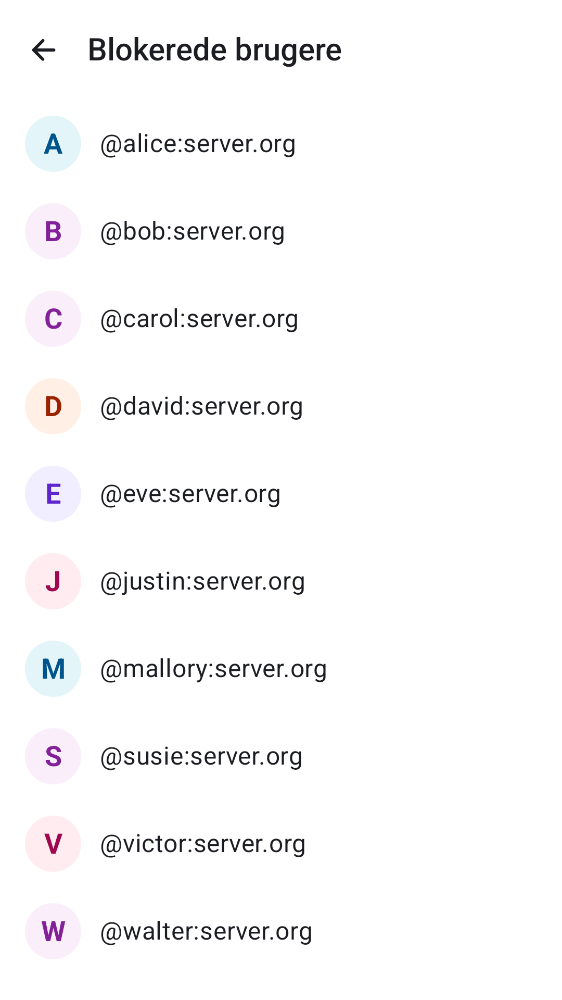 Blokerede brugere
A @alice:server.org
B @bob:server.org
C @carol:server.org
D @david:server.org
E @eve:server.org
J @justin:server.org
M @mallory:server.org
S @susie:server.org
V @victor:server.org
W @walter:server.org